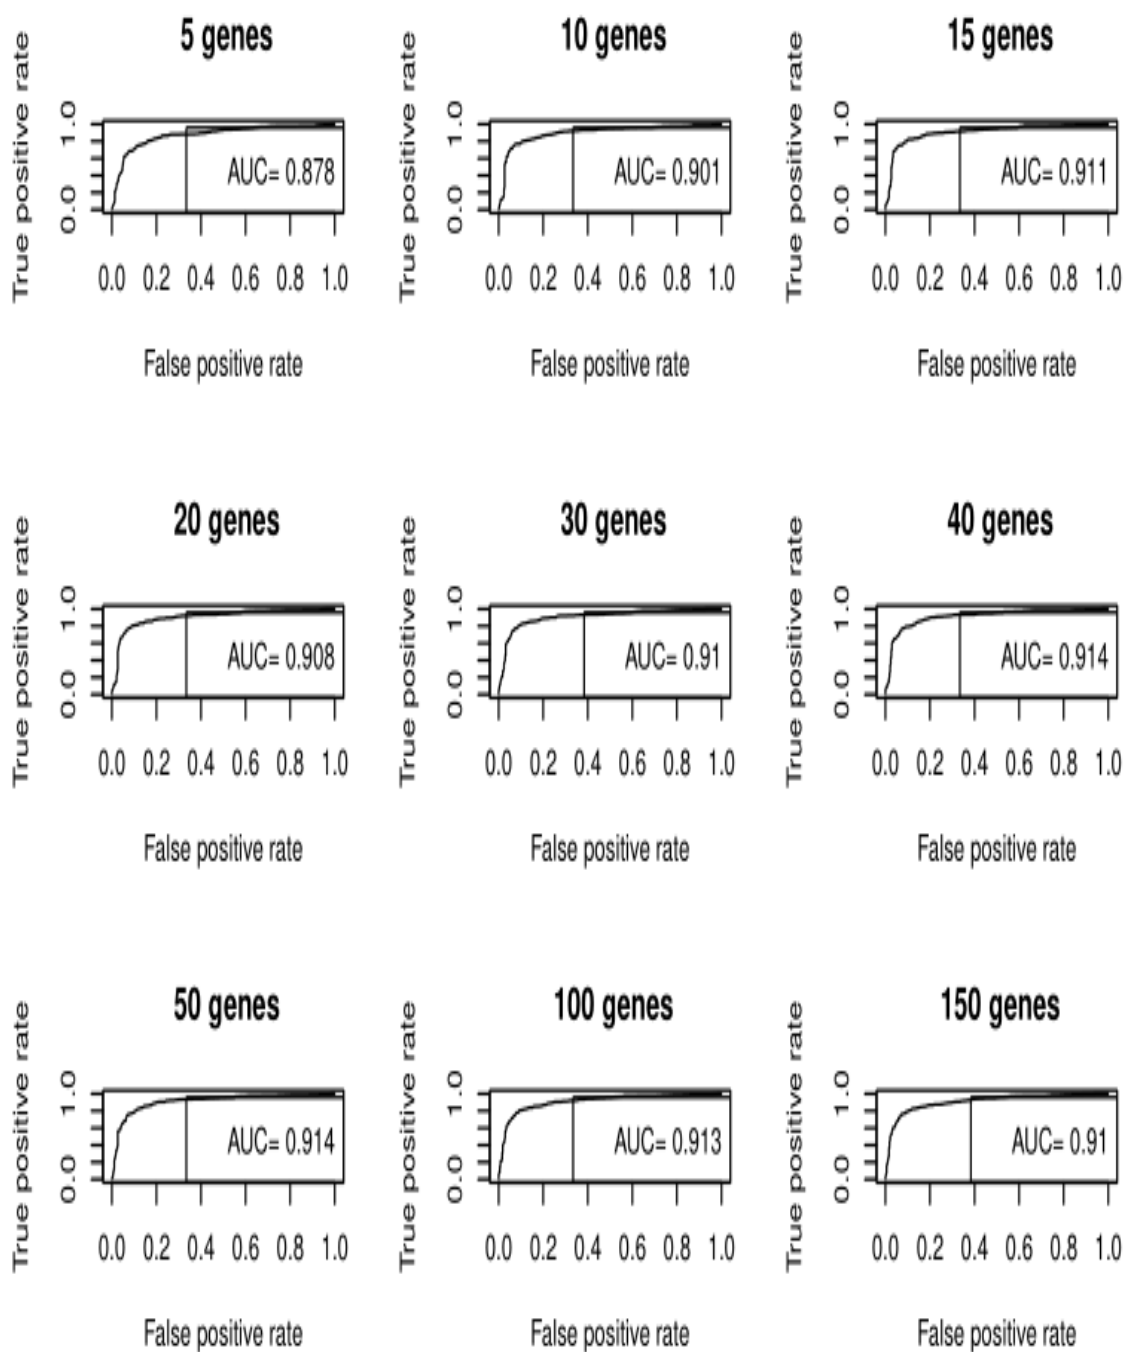 5 genes
True positive rate
0.0 1.0
AUC= 0.878
0.0 0.2 0.4 0.6 0.8 1.0
False positive rate
10 genes
True positive rate
0.0 1.0
AUC= 0.901
0.0 0.2 0.4 0.6 0.8 1.0
False positive rate
15 genes
True positive rate
0.0 1.0
AUC= 0.911
0.0 0.2 0.4 0.6 0.8 1.0
False positive rate
20 genes
True positive rate
0.0 1.0
AUC= 0.908
0.0 0.2 0.4 0.6 0.8 1.0
False positive rate
30 genes
True positive rate
0.0 1.0
AUC= 0.91
0.0 0.2 0.4 0.6 0.8 1.0
False positive rate
40 genes
True positive rate
0.0 1.0
AUC= 0.914
0.0 0.2 0.4 0.6 0.8 1.0
False positive rate
50 genes
True positive rate
0.0 1.0
AUC= 0.914
0.0 0.2 0.4 0.6 0.8 1.0
False positive rate
100 genes
True positive rate
0.0 1.0
AUC= 0.913
0.0 0.2 0.4 0.6 0.8 1.0
False positive rate
150 genes
True positive rate
0.0 1.0
AUC= 0.91
0.0 0.2 0.4 0.6 0.8 1.0
False positive rate